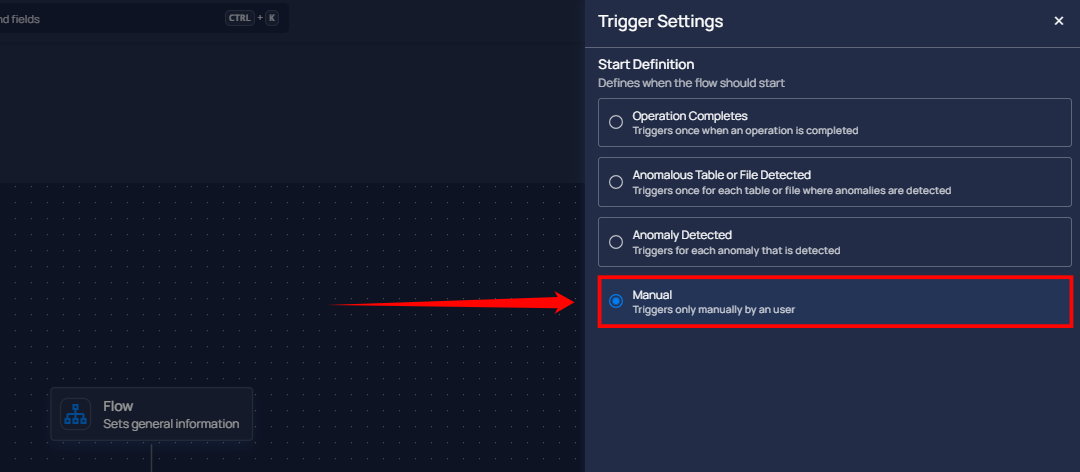 nd fields
CTRL + K
Trigger Settings
Start Definition
Defines when the flow should start
Operation Completes
Triggers once when an operation is completed
Anomalous Table or File Detected
Triggers once for each table or file where anomalies are detected
Anomaly Detected
Triggers for each anomaly that is detected
Manual
Triggers only manually by an user
Flow
Sets general information